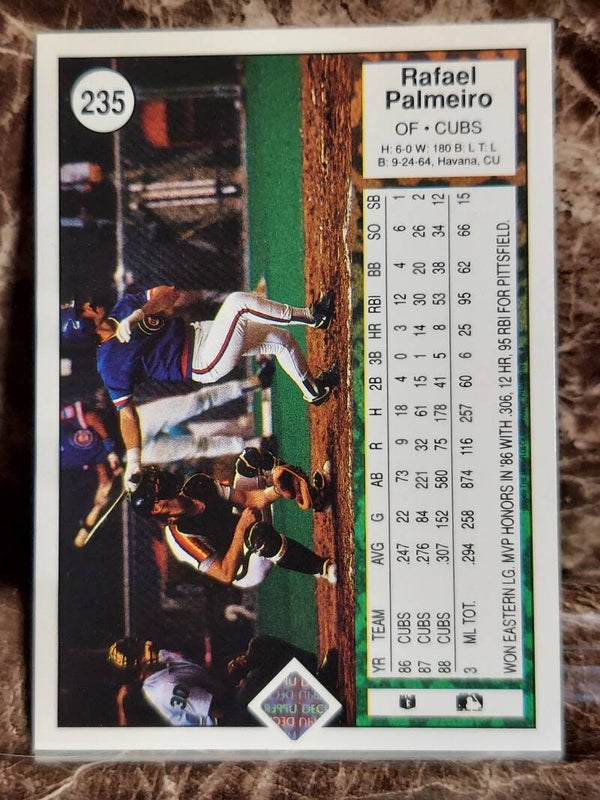 235
Rafael
Palmeiro
OF • CUBS
H: 6-0 W: 180 B: L T: L
B: 9-24-64, Havana, CU
YR TEAM AVG G AB R H 2B 3B HR RBI BB SO SB
86 CUBS .247 22 73 9 18 4 0 3 12 4 6 1
87 CUBS .276 84 221 32 61 15 1 14 30 20 26 2
88 CUBS .307 152 580 75 178 41 5 8 53 38 34 12
3 ML TOT. .294 258 874 116 257 60 6 25 95 62 66 15
WON EASTERN LG. MVP HONORS IN '86 WITH .306, 12 HR, 95 RBI FOR PITTSFIELD.
30
UPPER DECK